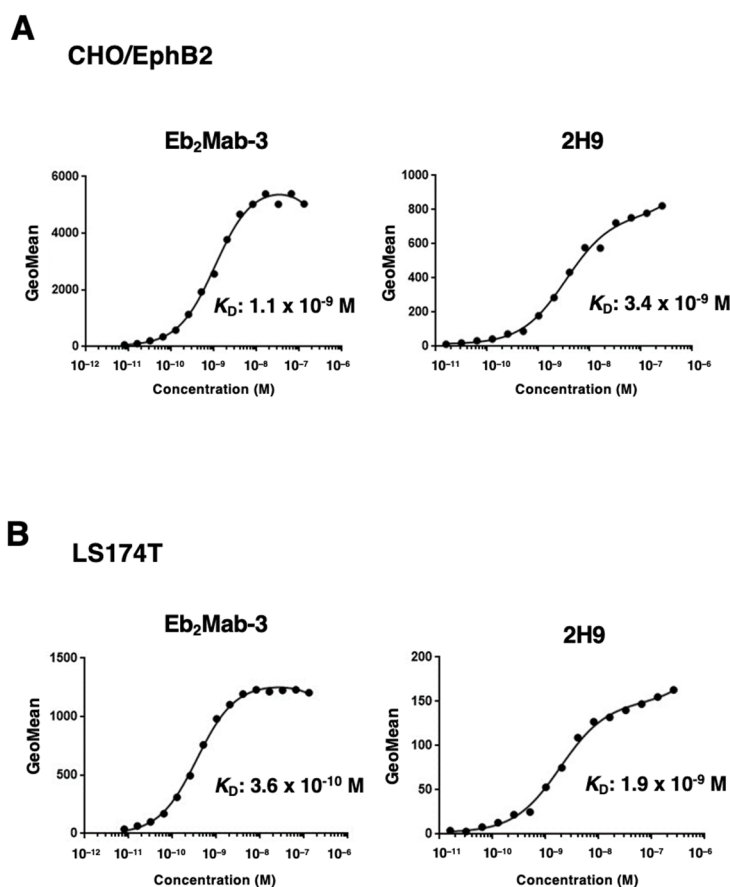 A
CHO/EphB2
Eb₂Mab-3
2H9
6000
4000
2000
0
GeoMean
K_D: 1.1 x 10⁻⁹ M
10⁻¹² 10⁻¹¹ 10⁻¹⁰ 10⁻⁹ 10⁻⁸ 10⁻⁷ 10⁻⁶
Concentration (M)
1000
800
600
400
200
0
GeoMean
K_D: 3.4 x 10⁻⁹ M
10⁻¹¹ 10⁻¹⁰ 10⁻⁹ 10⁻⁸ 10⁻⁷ 10⁻⁶
Concentration (M)
B
LS174T
Eb₂Mab-3
2H9
1500
1000
500
0
GeoMean
K_D: 3.6 x 10⁻¹⁰ M
10⁻¹² 10⁻¹¹ 10⁻¹⁰ 10⁻⁹ 10⁻⁸ 10⁻⁷ 10⁻⁶
Concentration (M)
200
150
100
50
0
GeoMean
K_D: 1.9 x 10⁻⁹ M
10⁻¹¹ 10⁻¹⁰ 10⁻⁹ 10⁻⁸ 10⁻⁷ 10⁻⁶
Concentration (M)